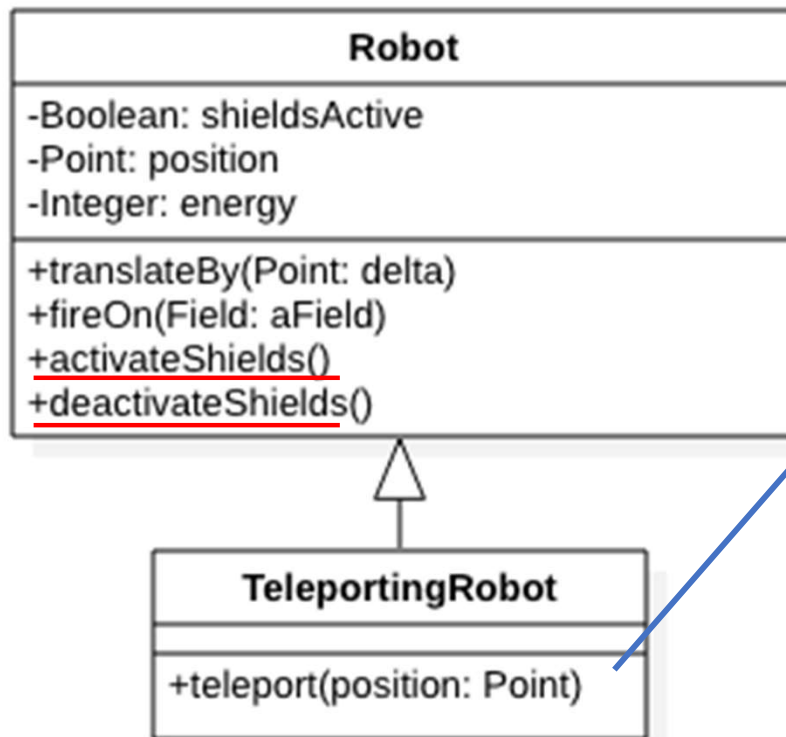 Robot
-Boolean: shieldsActive
-Point: position
-Integer: energy
+translateBy(Point: delta)
+fireOn(Field: aField)
+activateShields()
+deactivateShields()
TeleportingRobot
+teleport(position: Point)